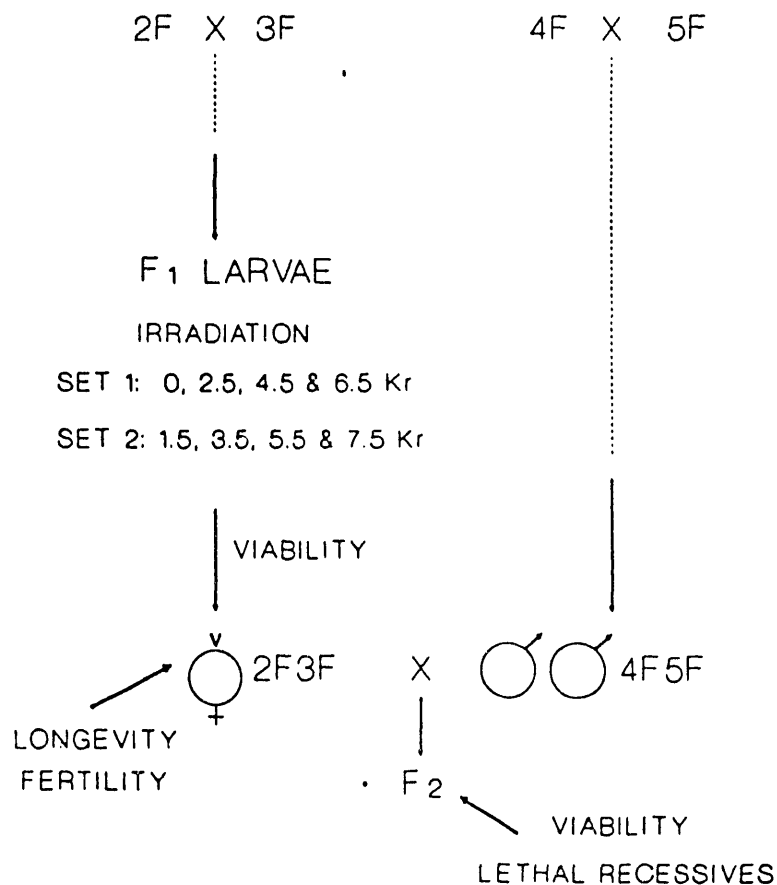 2F X 3F
4F X 5F
F1 LARVAE
IRRADIATION
SET 1: 0, 2.5, 4.5 & 6.5 Kr
SET 2: 1.5, 3.5, 5.5 & 7.5 Kr
VIABILITY
v
2F3F X 4F5F
LONGEVITY
FERTILITY
F2
VIABILITY
LETHAL RECESSIVES